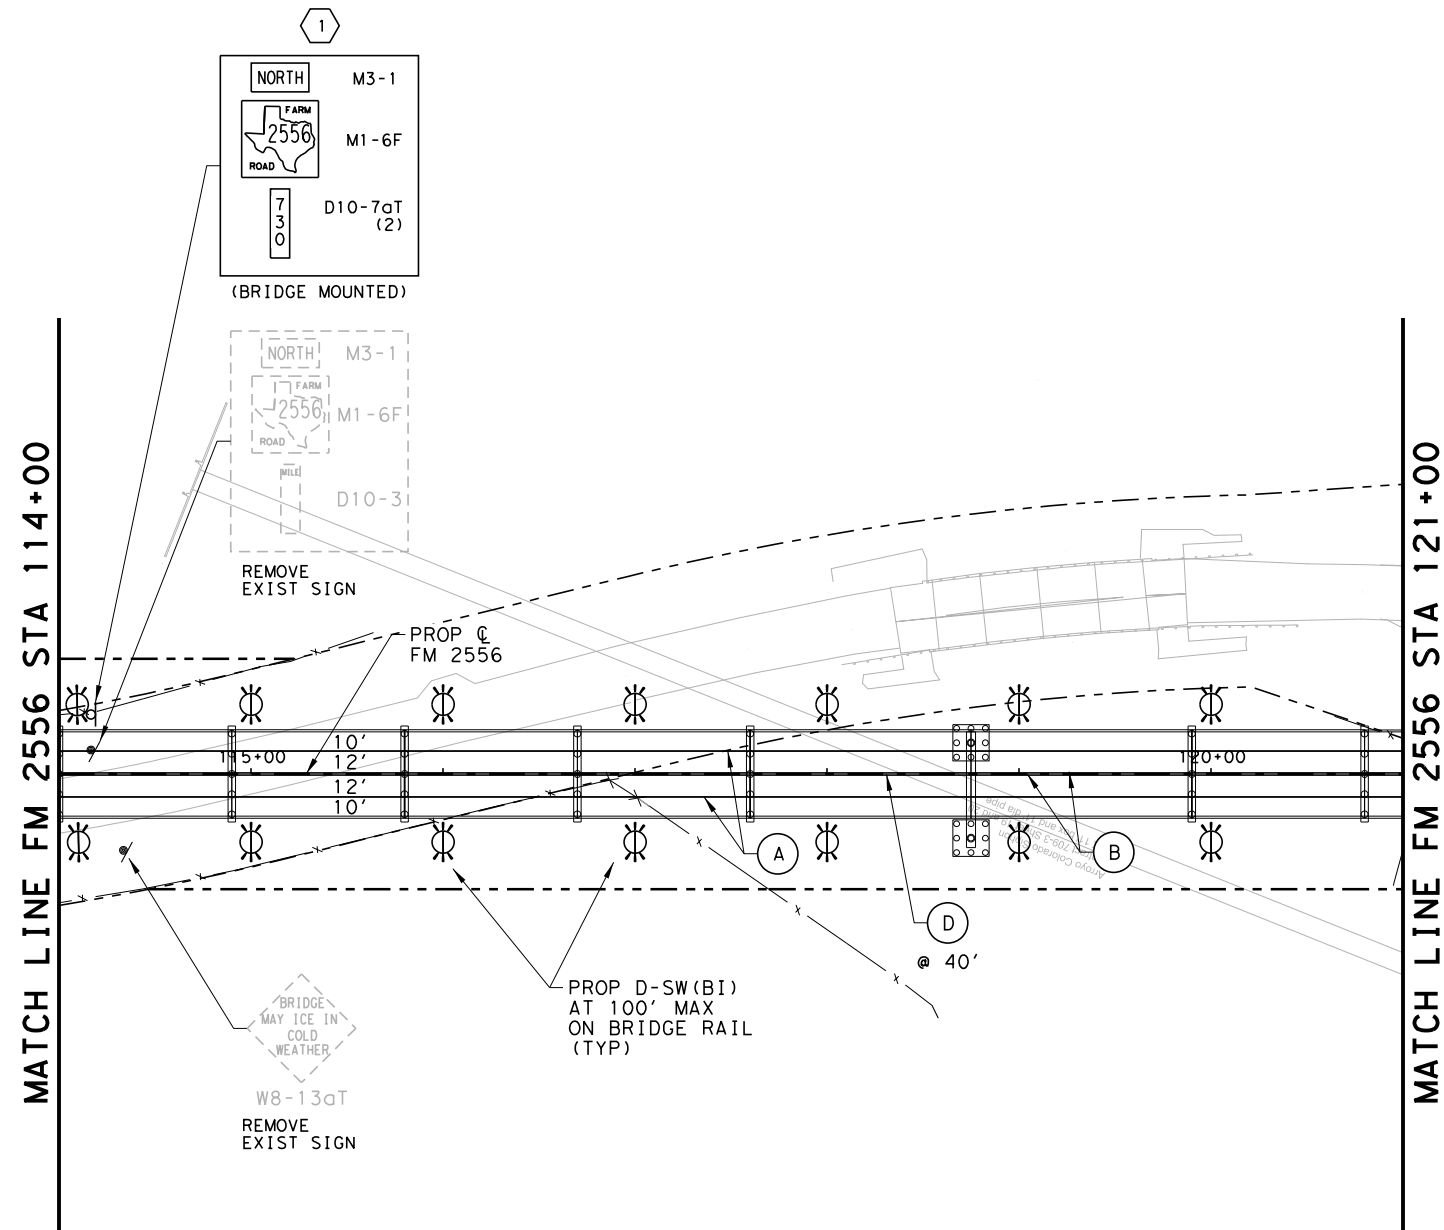 1
NORTH M3-1
FARM
2556 M1-6F
ROAD
7
3
0
D10-7aT
(2)
(BRIDGE MOUNTED)
NORTH M3-1
FARM
2556 M1-6F
ROAD
MILE
D10-3
REMOVE
EXIST SIGN
PROP ℄
FM 2556
MATCH LINE FM 2556 STA 114+00
MATCH LINE FM 2556 STA 121+00
10'
115+00
12'
12'
10'
120+00
A
B
D
@ 40'
Arroyo Colorado Siphon
PROP D-SW(BI)
AT 100' MAX
ON BRIDGE RAIL
(TYP)
BRIDGE
MAY ICE IN
COLD
WEATHER
W8-13aT
REMOVE
EXIST SIGN